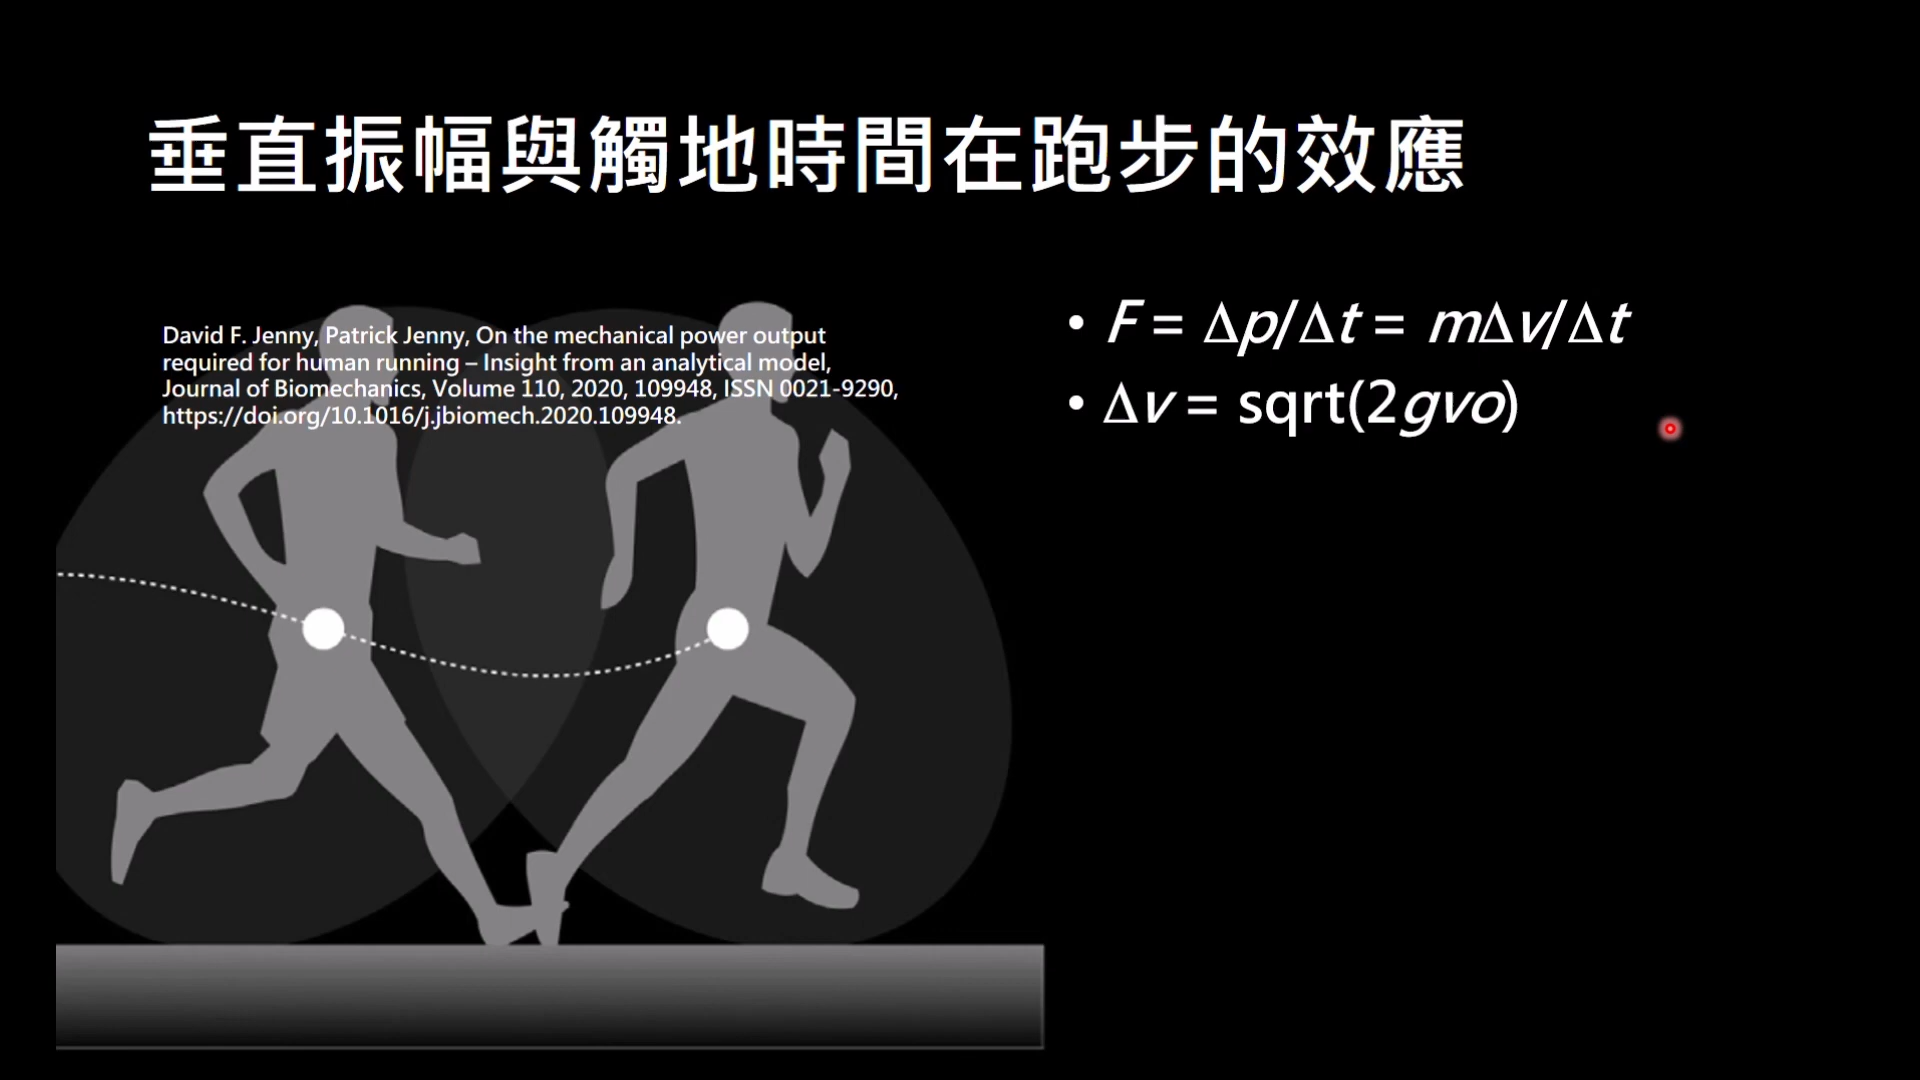 垂直振幅與觸地時間在跑步的效應
David F. Jenny, Patrick Jenny, On the mechanical power output
required for human running – Insight from an analytical model,
Journal of Biomechanics, Volume 110, 2020, 109948, ISSN 0021-9290,
https://doi.org/10.1016/j.jbiomech.2020.109948.
• F = Δp/Δt = mΔv/Δt
• Δv = sqrt(2gvo)